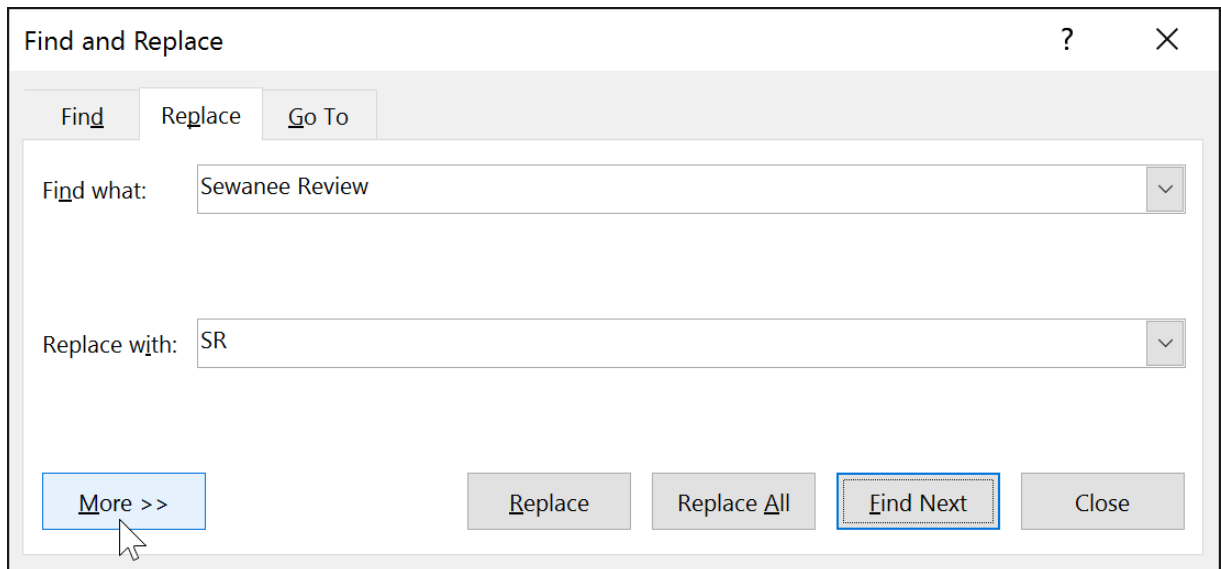 Find and Replace ?
Find Replace Go To
Find what: Sewanee Review
Replace with: SR
More >> Replace Replace All Find Next Close